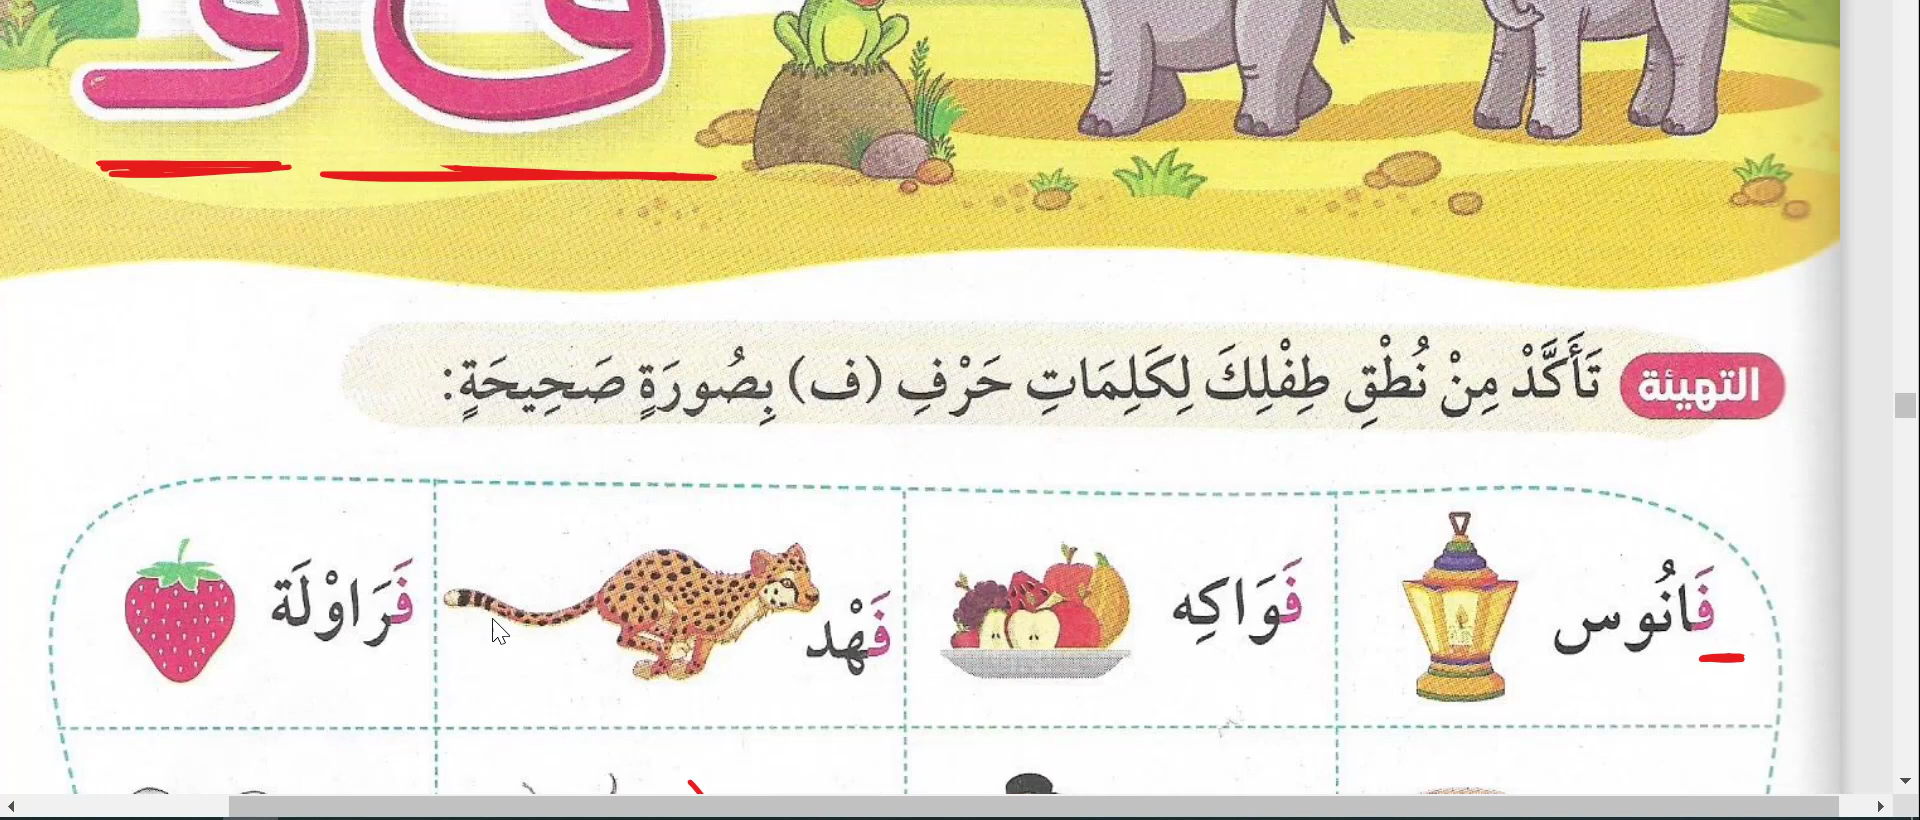 ف ف
التهيئة تَأَكَّدْ مِنْ نُطْقِ طِفْلِكَ لِكَلِمَاتِ حَرْفِ (ف) بِصُورَةٍ صَحِيحَةٍ:
فَانُوس فَوَاكِه فَهْد فَرَاوْلَة